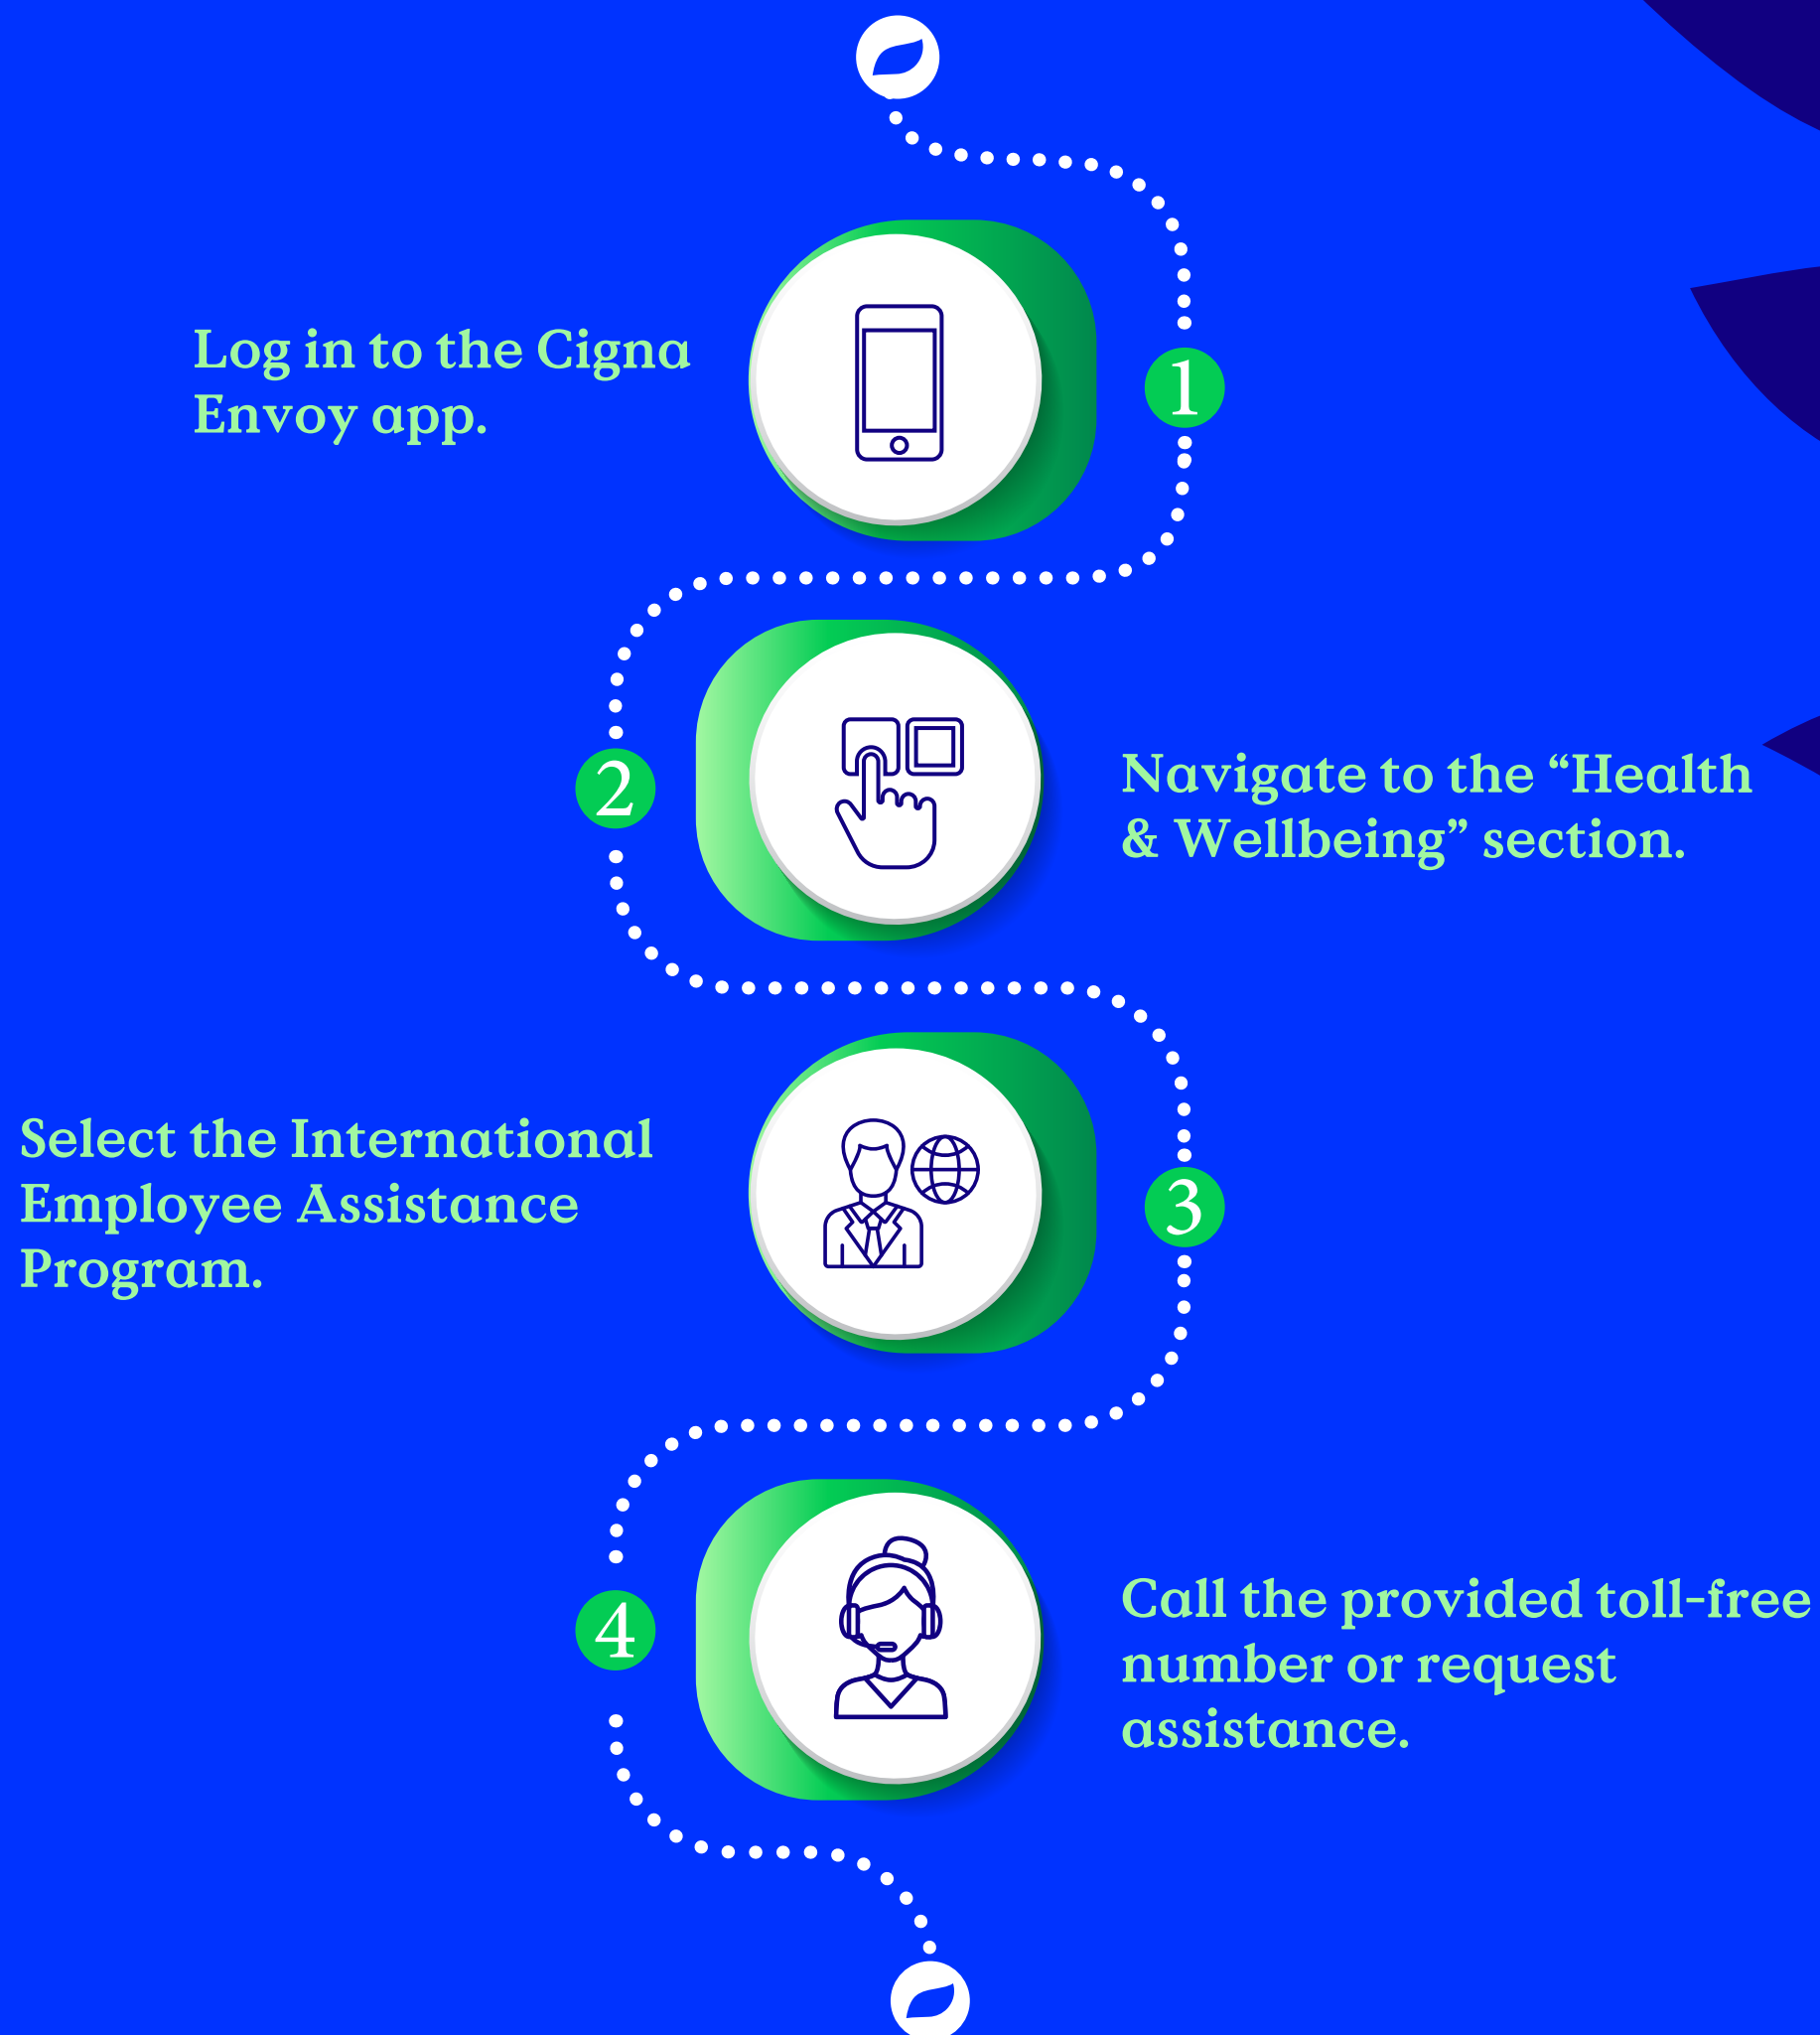 Log in to the Cigna
Envoy app.
1
2
Navigate to the “Health
& Wellbeing” section.
Select the International
Employee Assistance
Program.
3
4
Call the provided toll-free
number or request
assistance.